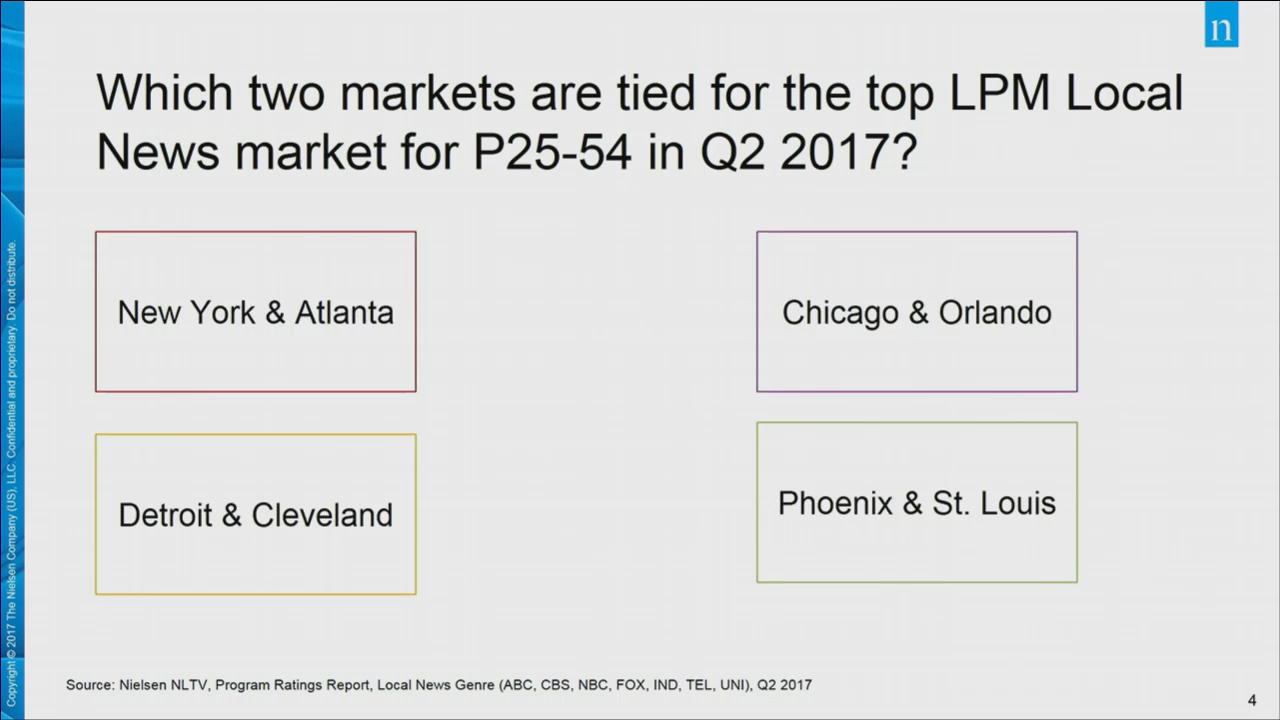 n
Which two markets are tied for the top LPM Local
News market for P25-54 in Q2 2017?
New York & Atlanta
Chicago & Orlando
Detroit & Cleveland
Phoenix & St. Louis
Source: Nielsen NLTV, Program Ratings Report, Local News Genre (ABC, CBS, NBC, FOX, IND, TEL, UNI), Q2 2017
4
Copyright © 2017 The Nielsen Company (US), LLC. Confidential and proprietary. Do not distribute.